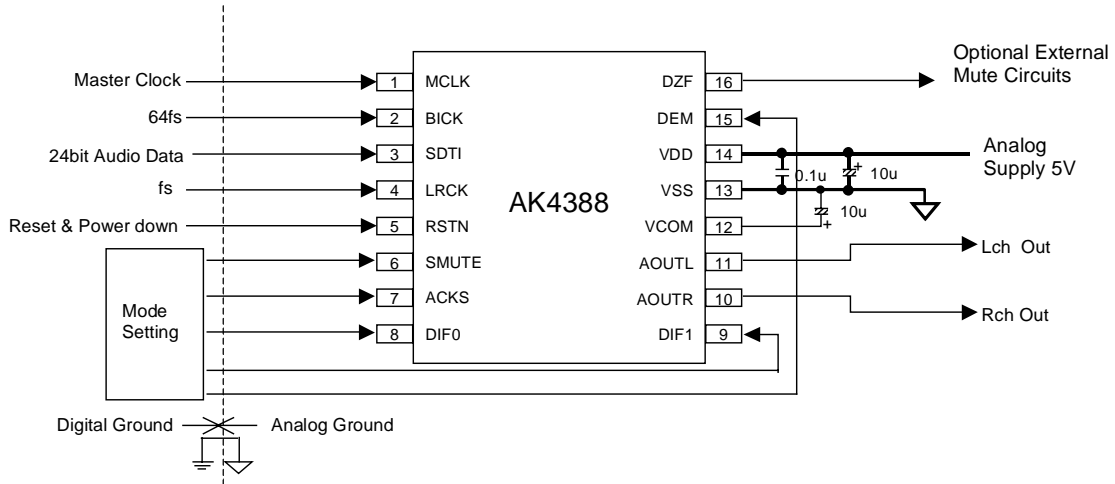 Optional External
Mute Circuits
Master Clock
1
MCLK
DZF
16
64fs
2
BICK
DEM
15
24bit Audio Data
3
SDTI
VDD
14
Analog
Supply 5V
0.1u
+
10u
fs
4
LRCK
VSS
13
AK4388
Reset & Power down
5
RSTN
VCOM
12
10u
+
6
SMUTE
AOUTL
11
Lch Out
Mode
Setting
7
ACKS
AOUTR
10
Rch Out
8
DIF0
DIF1
9
Digital Ground
Analog Ground